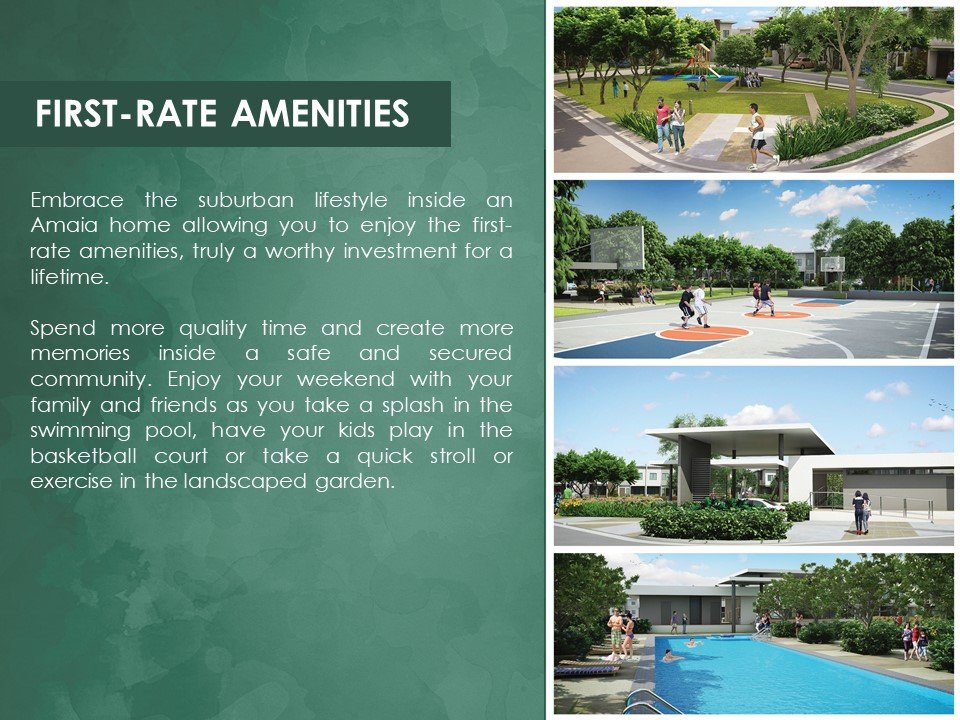 FIRST-RATE AMENITIES
Embrace the suburban lifestyle inside an
Amaia home allowing you to enjoy the first-
rate amenities, truly a worthy investment for a
lifetime.
Spend more quality time and create more
memories inside a safe and secured
community. Enjoy your weekend with your
family and friends as you take a splash in the
swimming pool, have your kids play in the
basketball court or take a quick stroll or
exercise in the landscaped garden.